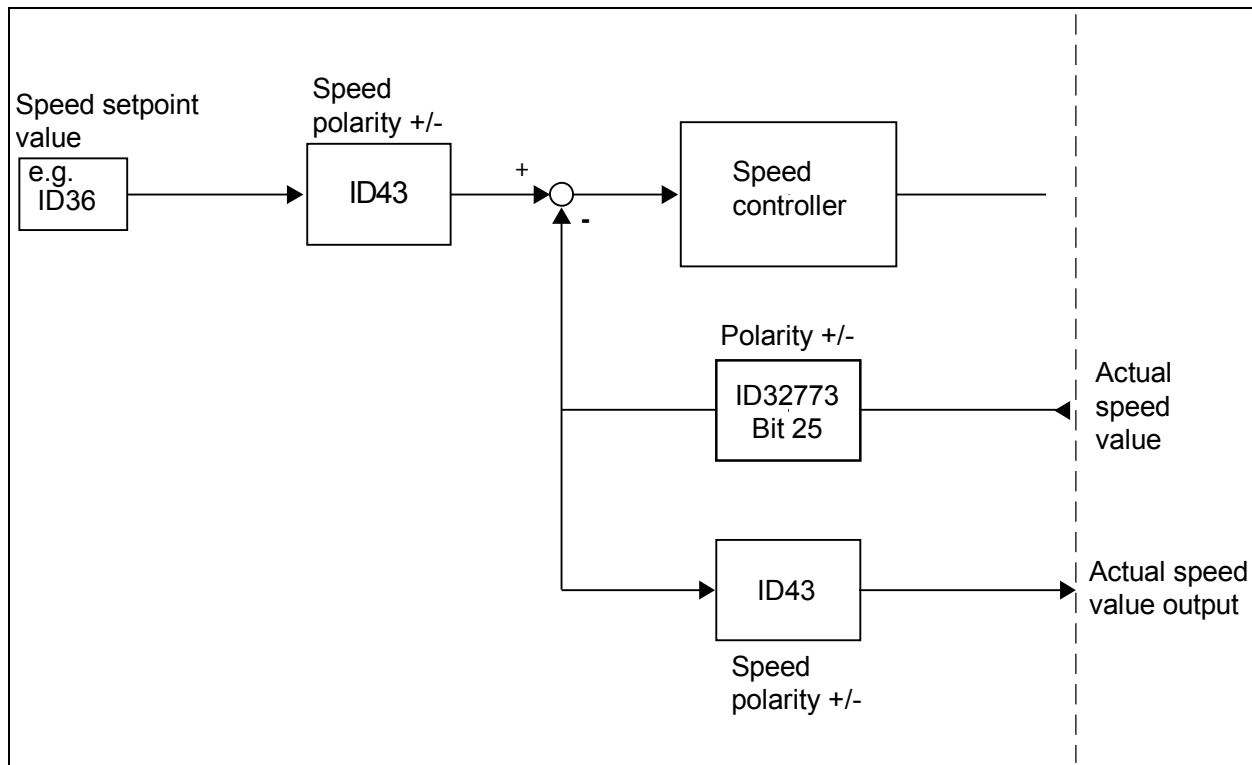 Speed setpoint
value
e.g.
ID36
Speed
polarity +/-
ID43
+
-
Speed
controller
Polarity +/-
ID32773
Bit 25
Actual
speed
value
ID43
Speed
polarity +/-
Actual speed
value output